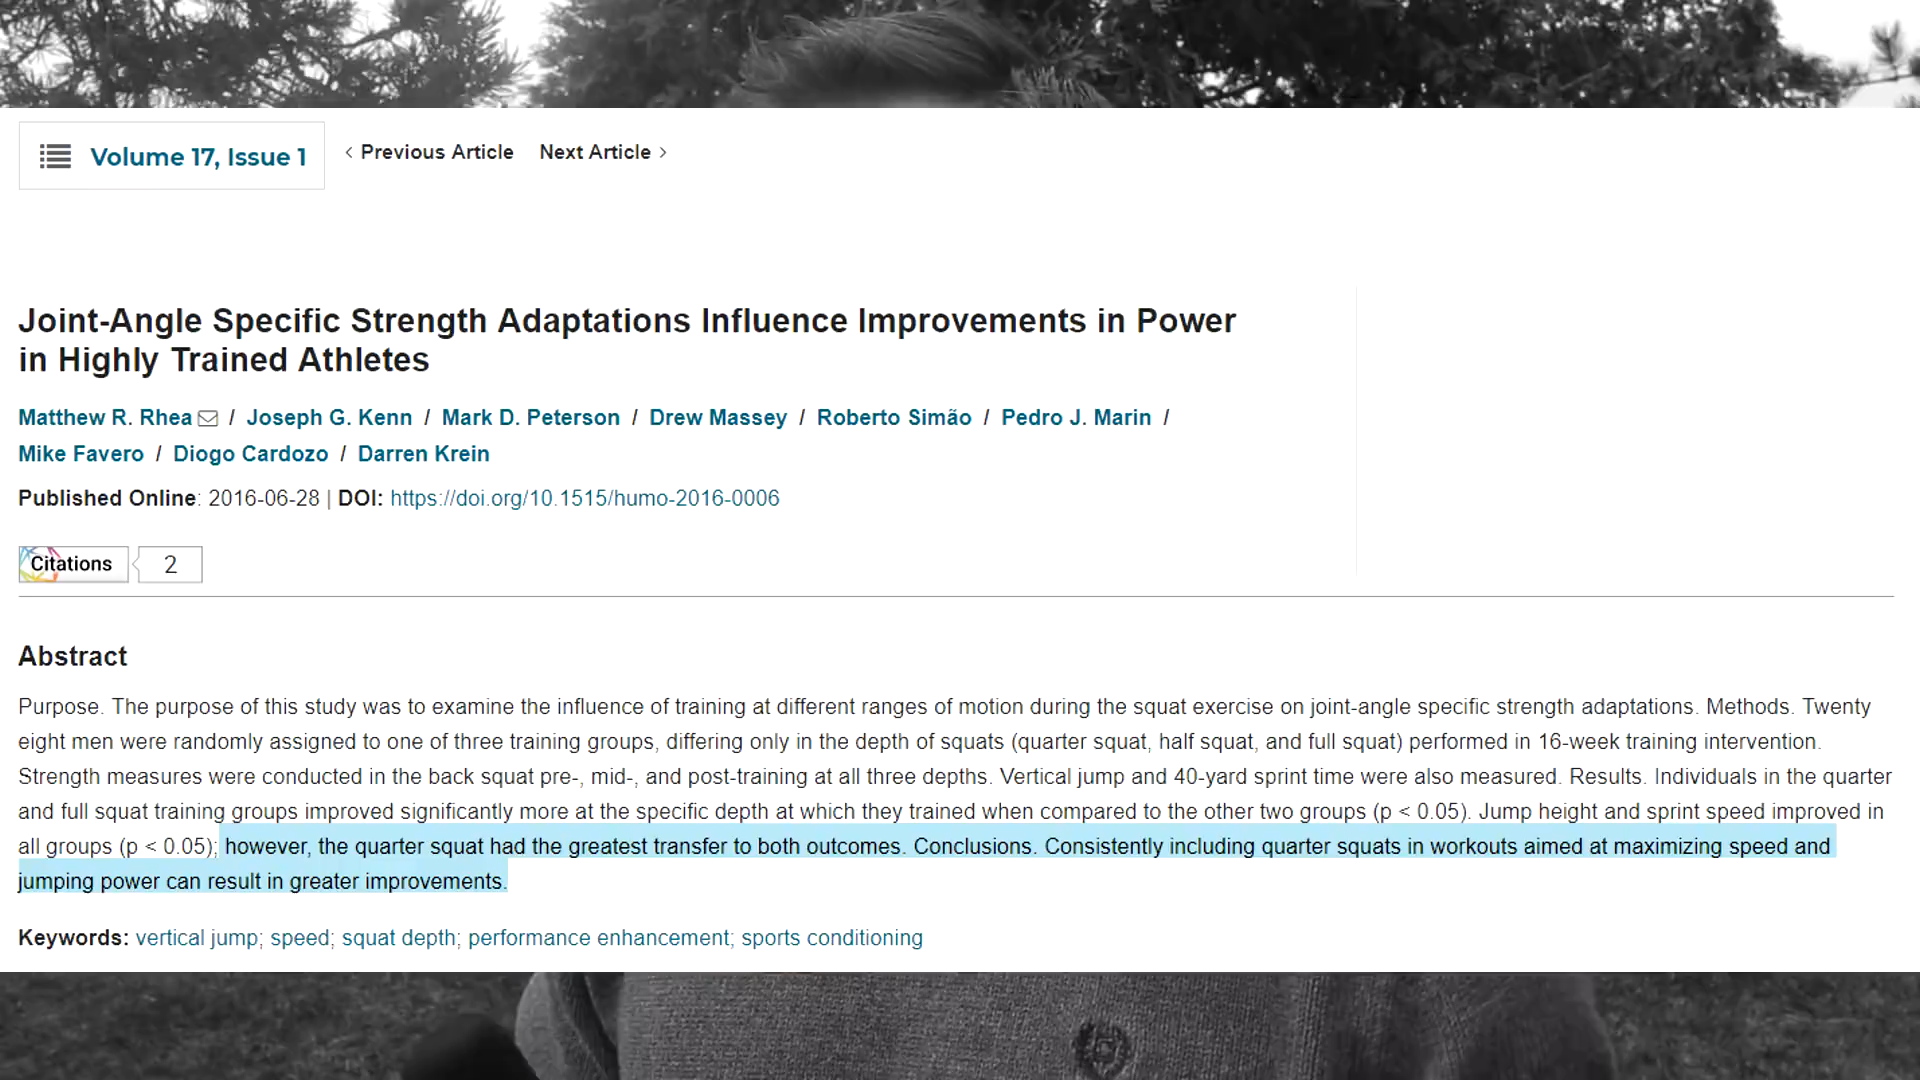 Volume 17, Issue 1
‹ Previous Article Next Article ›
Joint-Angle Specific Strength Adaptations Influence Improvements in Power
in Highly Trained Athletes
Matthew R. Rhea / Joseph G. Kenn / Mark D. Peterson / Drew Massey / Roberto Simão / Pedro J. Marin /
Mike Favero / Diogo Cardozo / Darren Krein
Published Online: 2016-06-28 | DOI: https://doi.org/10.1515/humo-2016-0006
Citations 2
Abstract
Purpose. The purpose of this study was to examine the influence of training at different ranges of motion during the squat exercise on joint-angle specific strength adaptations. Methods. Twenty
eight men were randomly assigned to one of three training groups, differing only in the depth of squats (quarter squat, half squat, and full squat) performed in 16-week training intervention.
Strength measures were conducted in the back squat pre-, mid-, and post-training at all three depths. Vertical jump and 40-yard sprint time were also measured. Results. Individuals in the quarter
and full squat training groups improved significantly more at the specific depth at which they trained when compared to the other two groups (p < 0.05). Jump height and sprint speed improved in
all groups (p < 0.05); however, the quarter squat had the greatest transfer to both outcomes. Conclusions. Consistently including quarter squats in workouts aimed at maximizing speed and
jumping power can result in greater improvements.
Keywords: vertical jump; speed; squat depth; performance enhancement; sports conditioning